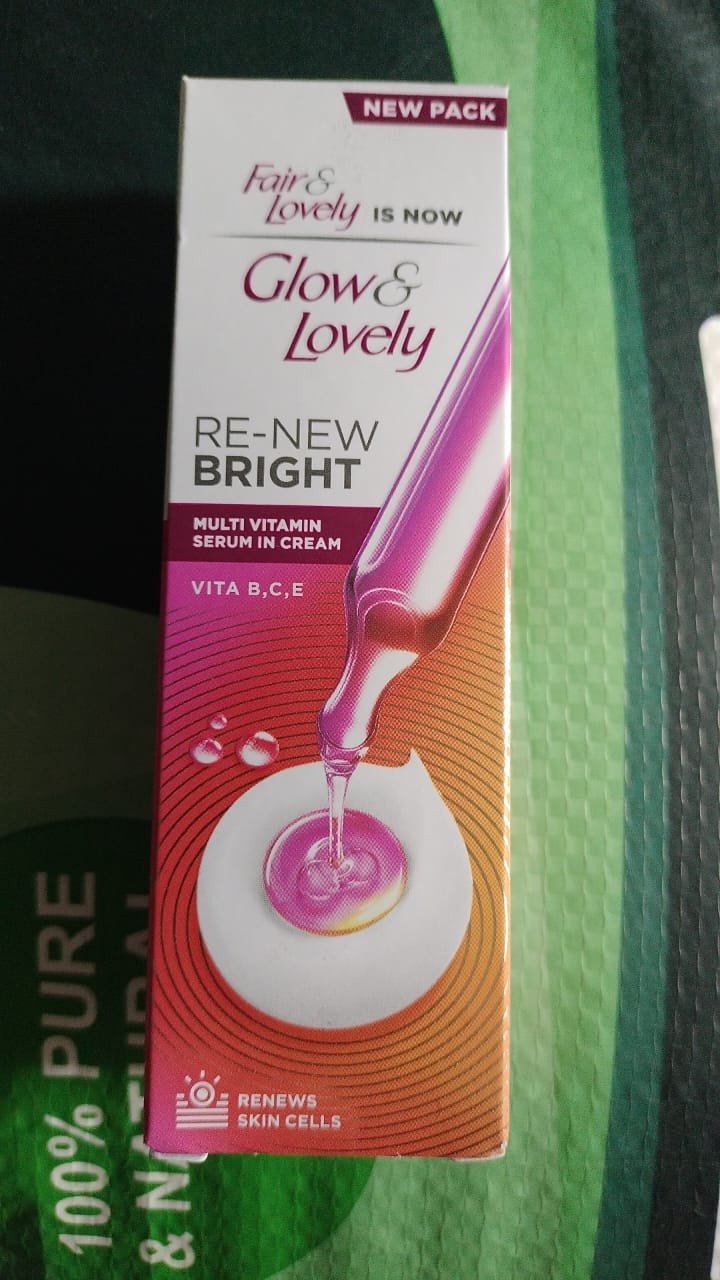 NEW PACK
Fair &
Lovely IS NOW
Glow &
Lovely
RE-NEW
BRIGHT
MULTI VITAMIN
SERUM IN CREAM
VITA B,C,E
RENEWS
SKIN CELLS
100% PURE
& NATURAL